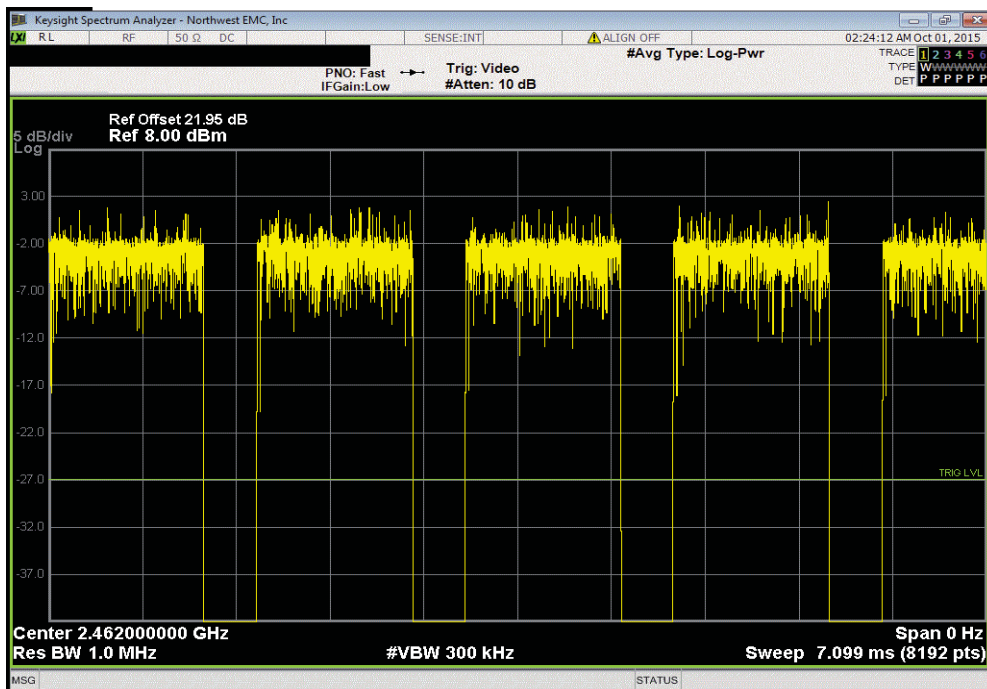 Keysight Spectrum Analyzer - Northwest EMC, Inc
LXI RL RF 50 Ω DC SENSE:INT ALIGN OFF 02:24:12 AM Oct 01, 2015
#Avg Type: Log-Pwr
TRACE 1 2 3 4 5 6
PNO: Fast Trig: Video
TYPE WWWWWW
IFGain:Low #Atten: 10 dB
DET P P P P P P
Ref Offset 21.95 dB
5 dB/div Ref 8.00 dBm
Log
3.00
-2.00
-7.00
-12.0
-17.0
-22.0
-27.0
TRIG LVL
-32.0
-37.0
Center 2.462000000 GHz Span 0 Hz
Res BW 1.0 MHz #VBW 300 kHz Sweep 7.099 ms (8192 pts)
MSG STATUS